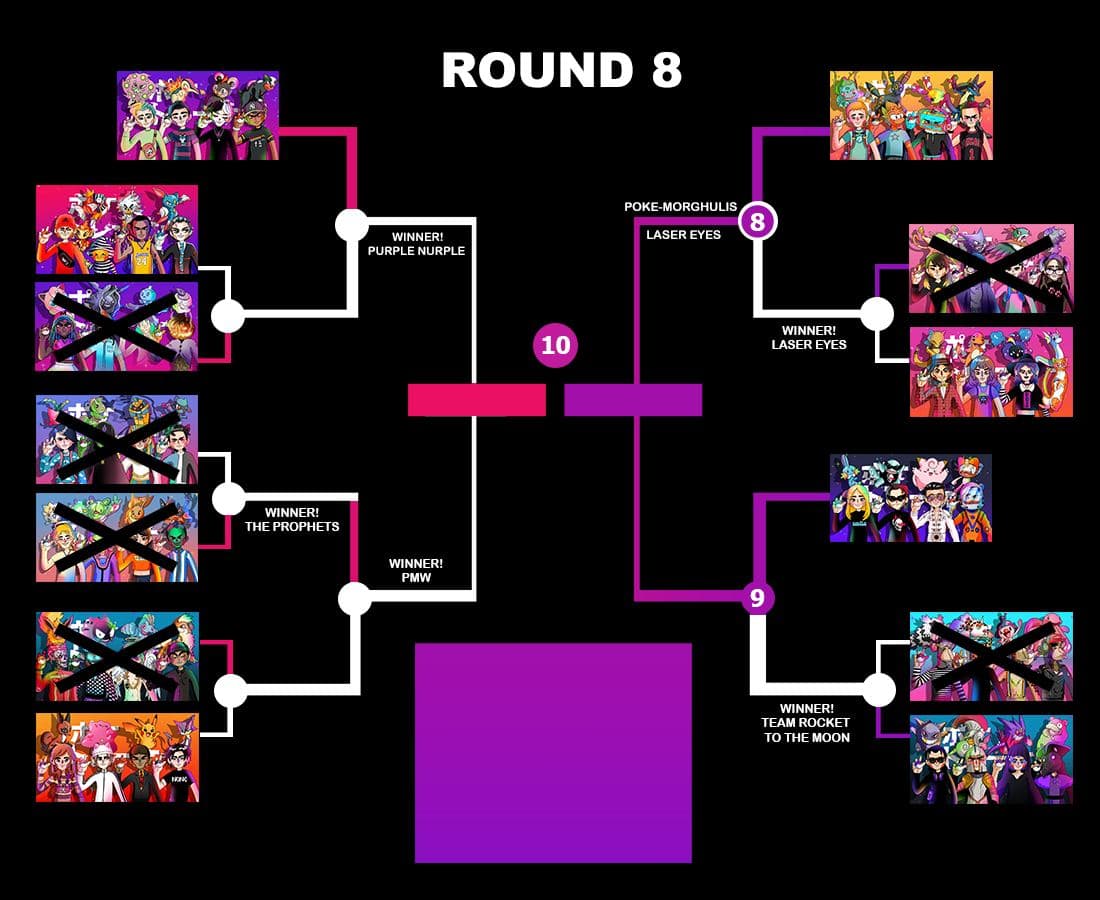 ROUND 8
POKE-MORGHULIS
8
LASER EYES
WINNER!
PURPLE NURPLE
WINNER!
LASER EYES
10
WINNER!
THE PROPHETS
WINNER!
PMW
9
WINNER!
TEAM ROCKET
TO THE MOON
24